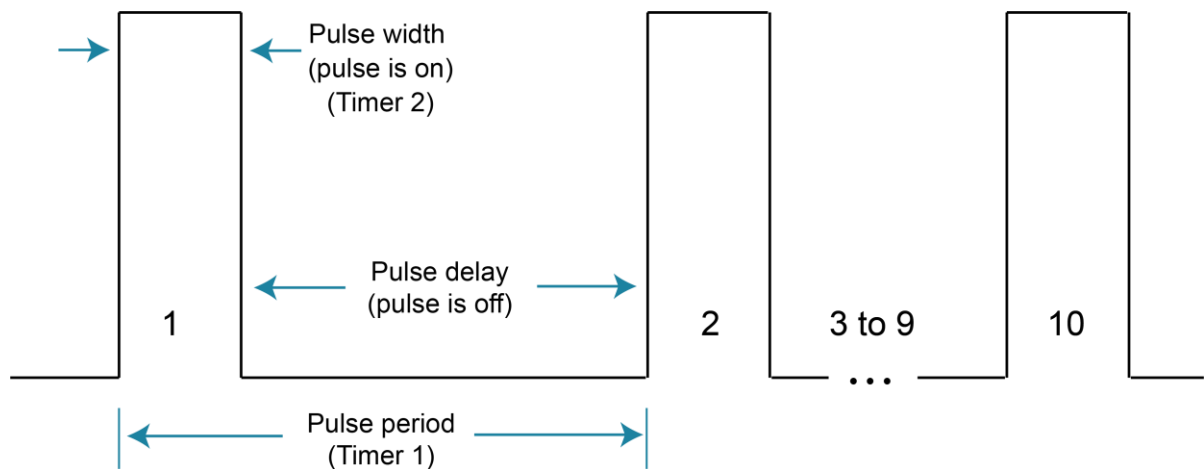 Pulse width
(pulse is on)
(Timer 2)
Pulse delay
(pulse is off)
1
2
3 to 9
10
...
Pulse period
(Timer 1)